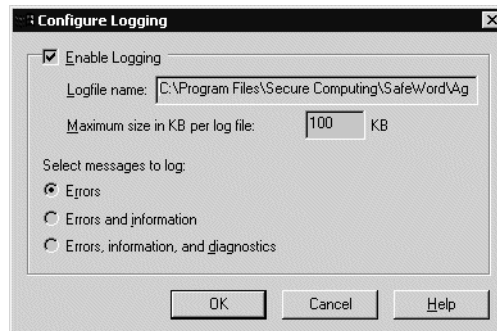 Configure Logging
Enable Logging
Logfile name: C:\Program Files\Secure Computing\SafeWord\Ag
Maximum size in KB per log file: 100 KB
Select messages to log:
Errors
Errors and information
Errors, information, and diagnostics
OK Cancel Help